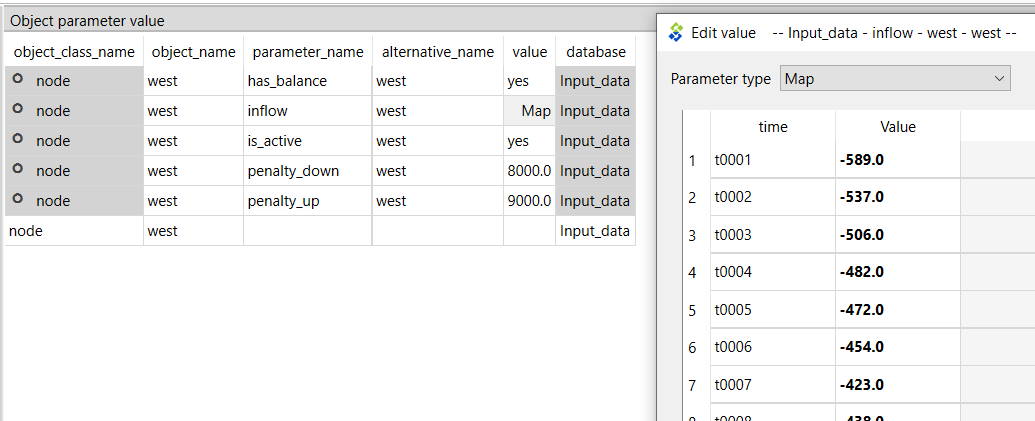 Object parameter value
object_class_name object_name parameter_name alternative_name value database
node west has_balance west yes Input_data
node west inflow west Map Input_data
node west is_active west yes Input_data
node west penalty_down west 8000.0 Input_data
node west penalty_up west 9000.0 Input_data
node west Input_data
Edit value -- Input_data - inflow - west - west --
Parameter type Map
time Value
1 t0001 -589.0
2 t0002 -537.0
3 t0003 -506.0
4 t0004 -482.0
5 t0005 -472.0
6 t0006 -454.0
7 t0007 -423.0
t0008 -438.0